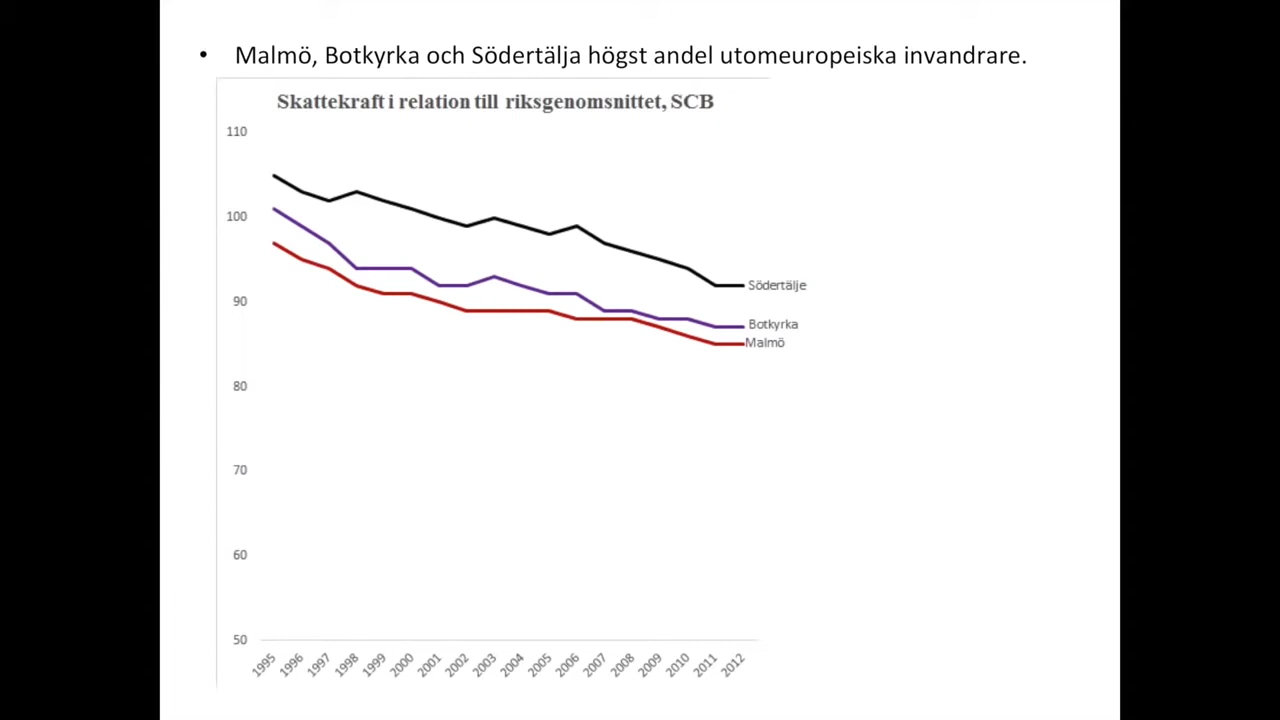 • Malmö, Botkyrka och Södertälja högst andel utomeuropeiska invandrare.
Skattekraft i relation till riksgenomsnittet, SCB
110
100
90
80
70
60
50
Södertälje
Botkyrka
Malmö
1995 1996 1997 1998 1999 2000 2001 2002 2003 2004 2005 2006 2007 2008 2009 2010 2011 2012